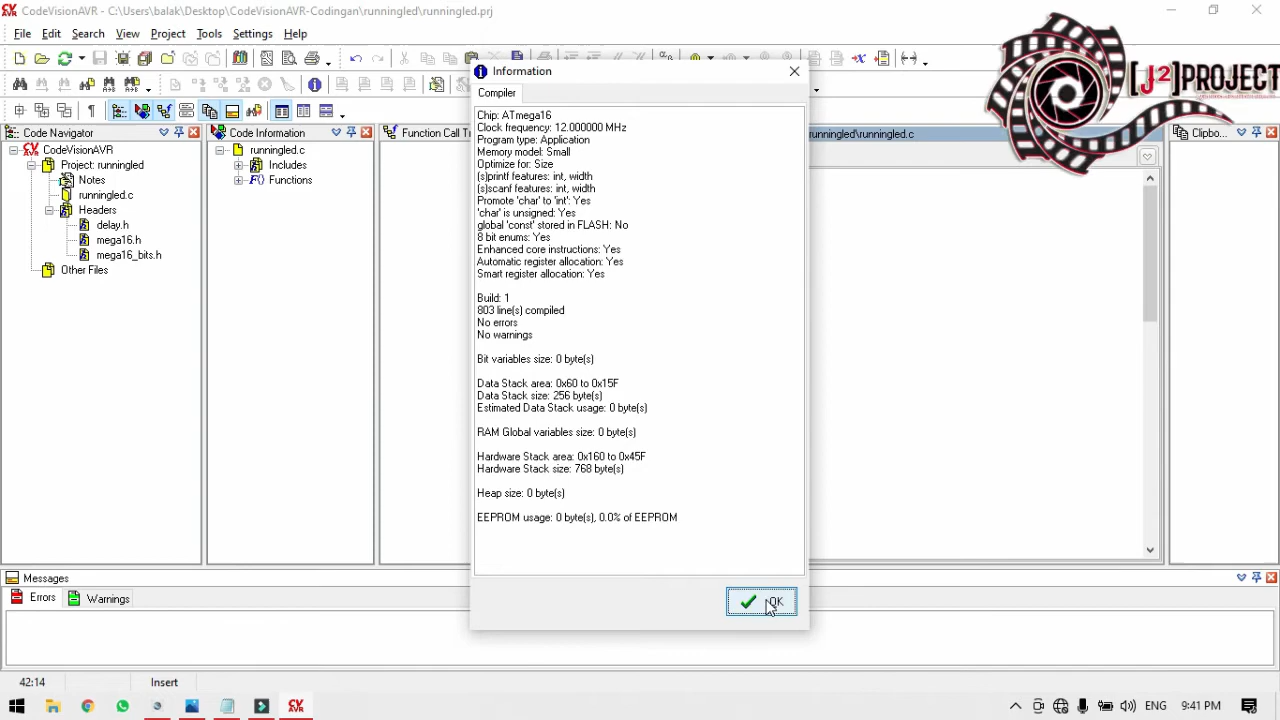 CodeVisionAVR - C:\Users\balak\Desktop\CodeVisionAVR-Codingan\runningled\runningled.prj
File Edit Search View Project Tools Settings Help
[J2]PROJECT
Information
Compiler
Code Navigator
Code Information
Function Call Tr
runningled\runningled.c
Clipbo...
CodeVisionAVR
Project: runningled
Notes
runningled.c
Headers
delay.h
mega16.h
mega16_bits.h
Other Files
runningled.c
Includes
Functions
Chip: ATmega16
Clock frequency: 12.000000 MHz
Program type: Application
Memory model: Small
Optimize for: Size
(s)printf features: int, width
(s)scanf features: int, width
Promote 'char' to 'int': Yes
'char' is unsigned: Yes
global 'const' stored in FLASH: No
8 bit enums: Yes
Enhanced core instructions: Yes
Automatic register allocation: Yes
Smart register allocation: Yes
Build: 1
803 line(s) compiled
No errors
No warnings
Bit variables size: 0 byte(s)
Data Stack area: 0x60 to 0x15F
Data Stack size: 256 byte(s)
Estimated Data Stack usage: 0 byte(s)
RAM Global variables size: 0 byte(s)
Hardware Stack area: 0x160 to 0x45F
Hardware Stack size: 768 byte(s)
Heap size: 0 byte(s)
EEPROM usage: 0 byte(s), 0.0% of EEPROM
OK
Messages
Errors
Warnings
42:14
Insert
ENG
9:41 PM